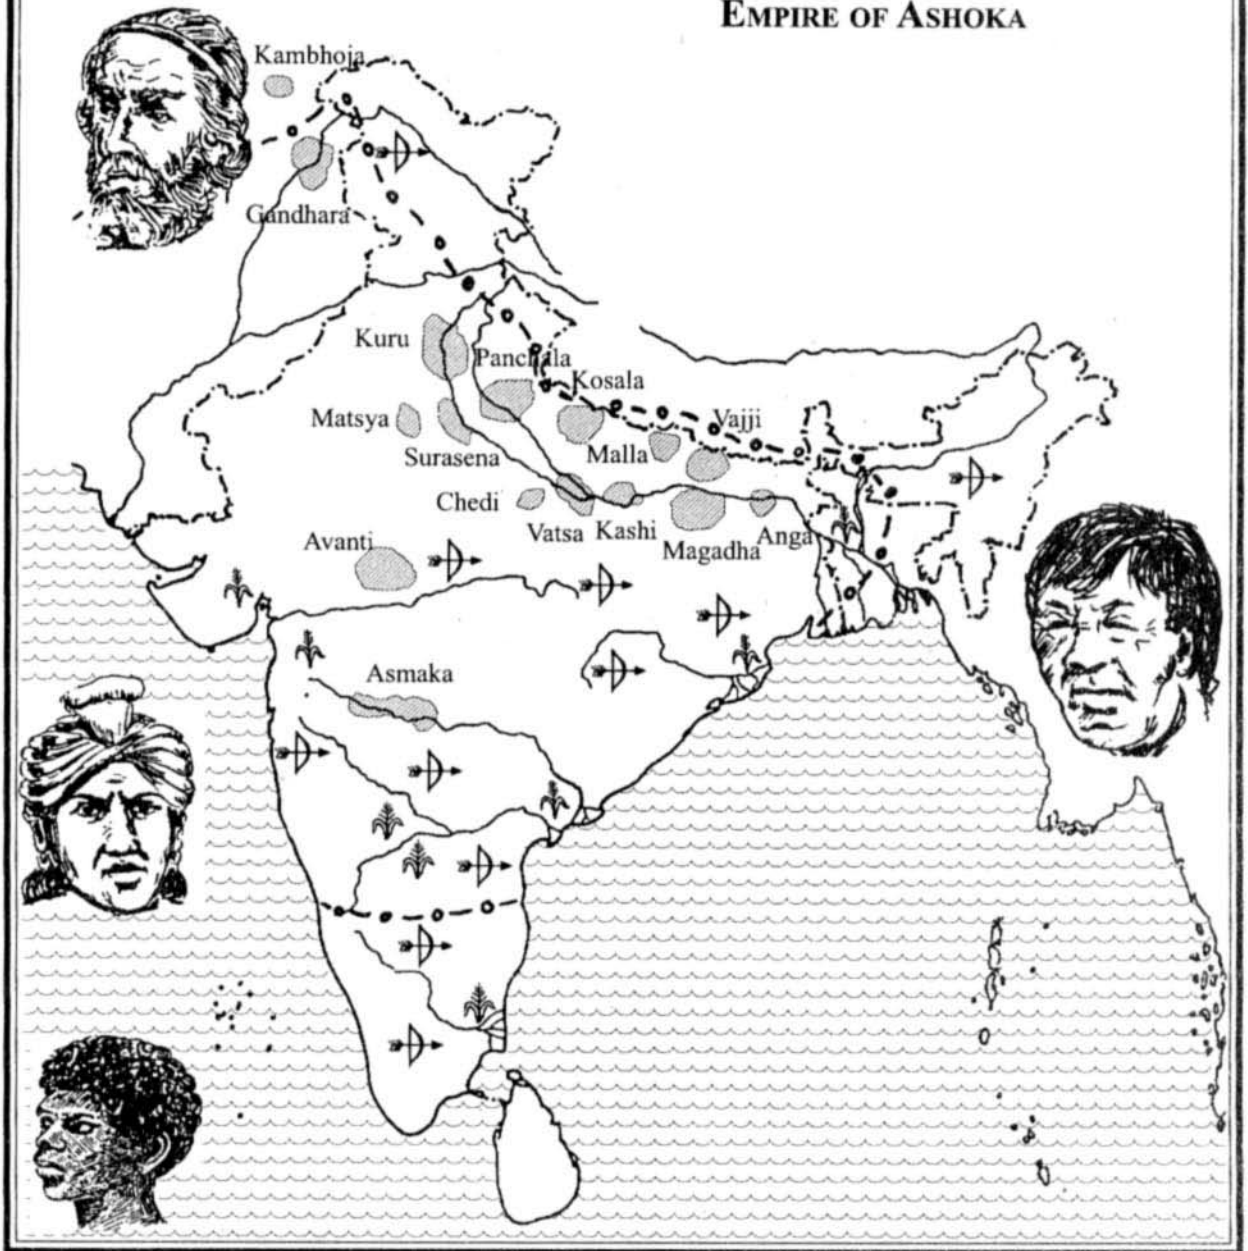 EMPIRE OF ASHOKA
Kambhoja
Gandhara
Kuru
Panchala
Kosala
Matsya
Vajji
Surasena
Malla
Chedi
Vatsa
Kashi
Magadha
Anga
Avanti
Asmaka